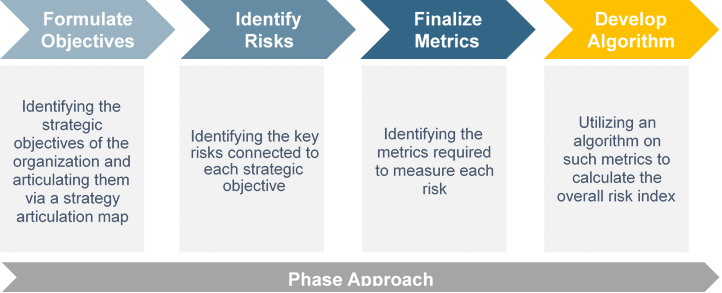 Formulate
Objectives
Identify
Risks
Finalize
Metrics
Develop
Algorithm
Identifying the
strategic
objectives of the
organization and
articulating them
via a strategy
articulation map
Identifying the key
risks connected to
each strategic
objective
Identifying the
metrics required
to measure each
risk
Utilizing an
algorithm on
such metrics to
calculate the
overall risk index
Phase Approach